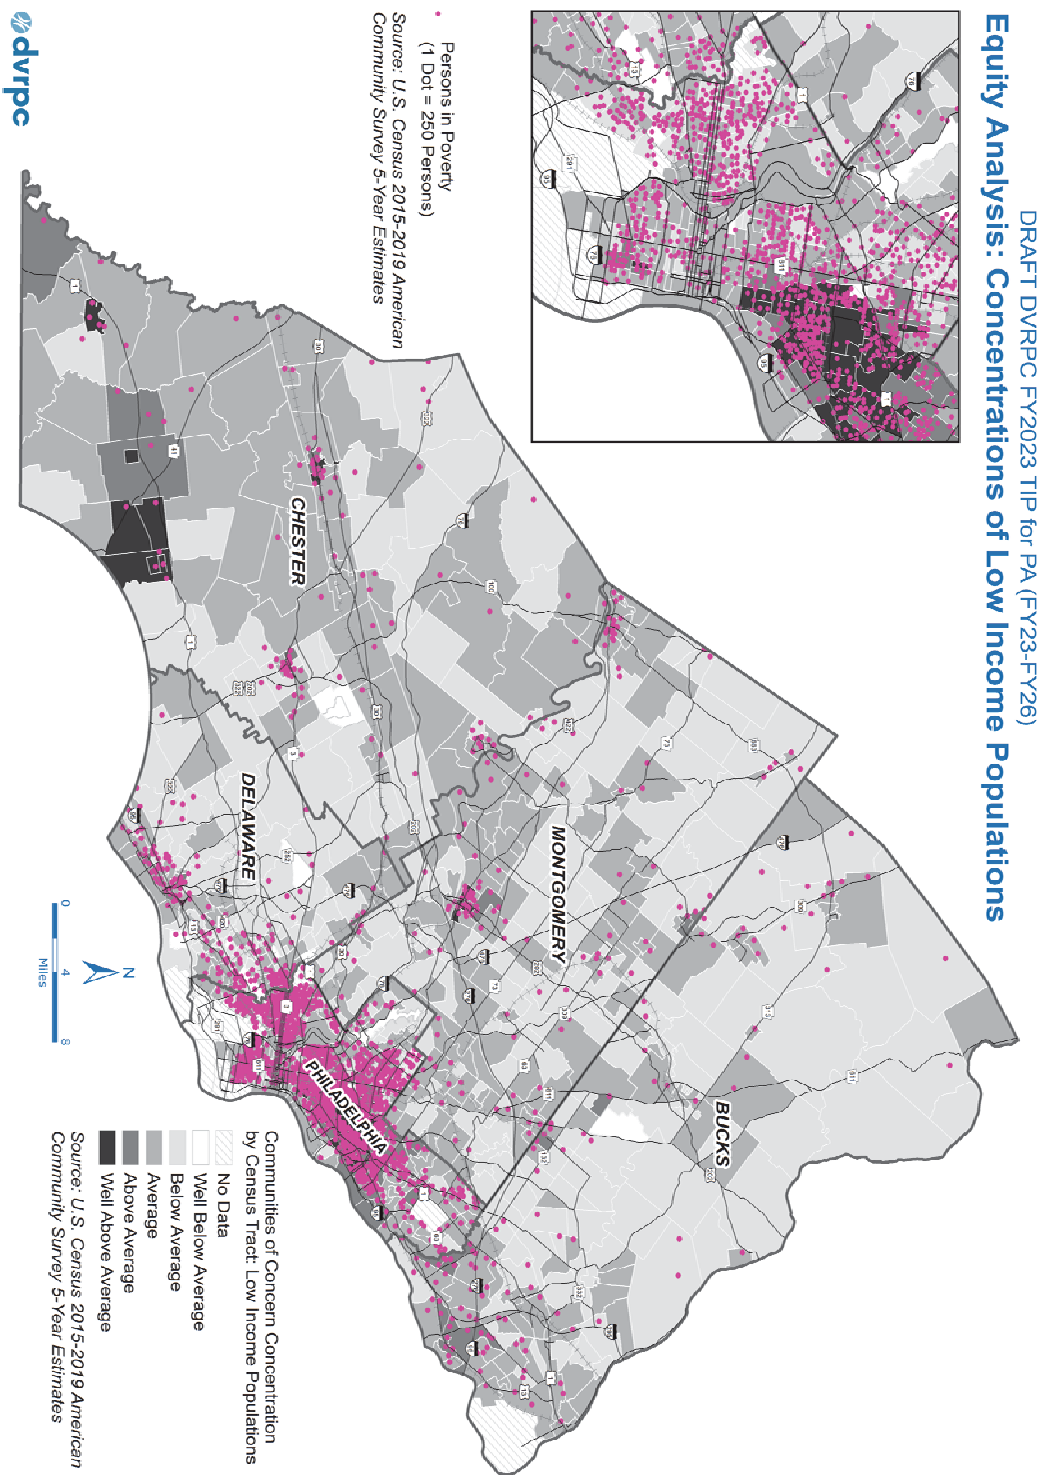 DRAFT DVRPC FY2023 TIP for PA (FY23-FY26)
Equity Analysis: Concentrations of Low Income Populations
Persons in Poverty
(1 Dot = 250 Persons)
Source: U.S. Census 2015-2019 American
Community Survey 5-Year Estimates
CHESTER
DELAWARE
MONTGOMERY
PHILADELPHIA
BUCKS
N
0 4 8
Miles
Communities of Concern Concentration
by Census Tract: Low Income Populations
No Data
Well Below Average
Below Average
Average
Above Average
Well Above Average
Source: U.S. Census 2015-2019 American
Community Survey 5-Year Estimates
dvrpc